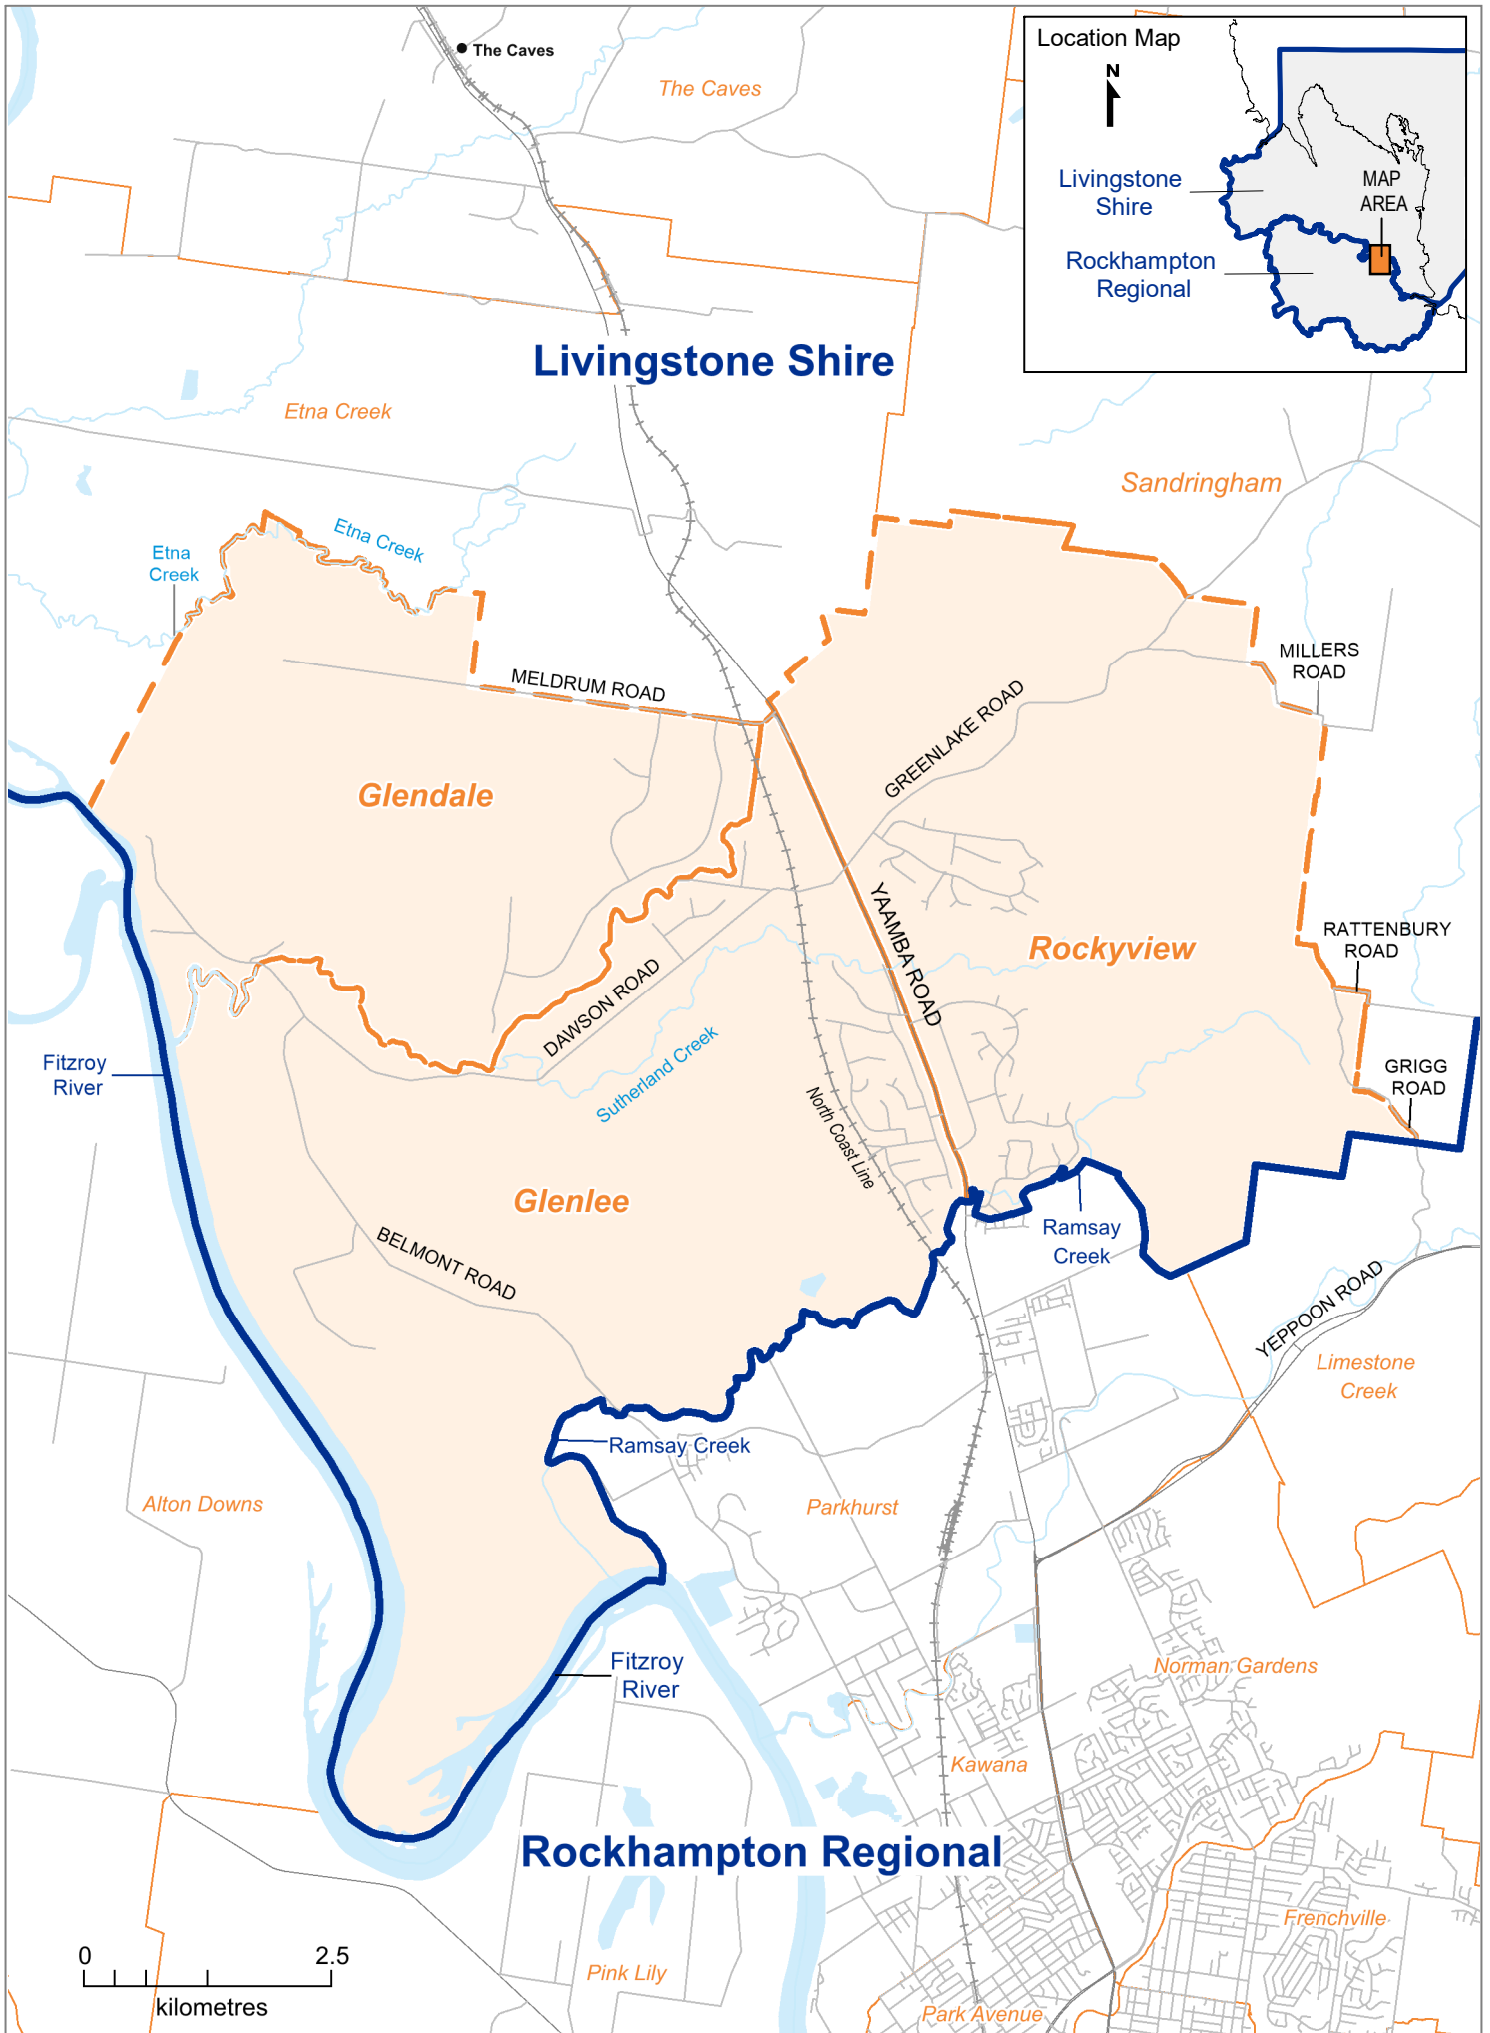 The Caves
The Caves
Location Map
N
Livingstone
Shire
MAP
AREA
Rockhampton
Regional
Livingstone Shire
Etna Creek
Sandringham
Etna Creek
Etna
Creek
MELDRUM ROAD
MILLERS
ROAD
GREENLAKE ROAD
Glendale
YAAMBA ROAD
Rockyview
RATTENBURY
ROAD
DAWSON ROAD
Sutherland Creek
Fitzroy
River
GRIGG
ROAD
North Coast Line
Glenlee
BELMONT ROAD
Ramsay
Creek
YEPPOON ROAD
Limestone
Creek
Ramsay Creek
Alton Downs
Parkhurst
Fitzroy
River
Norman Gardens
Kawana
Rockhampton Regional
Frenchville
Pink Lily
Park Avenue
0 2.5
kilometres